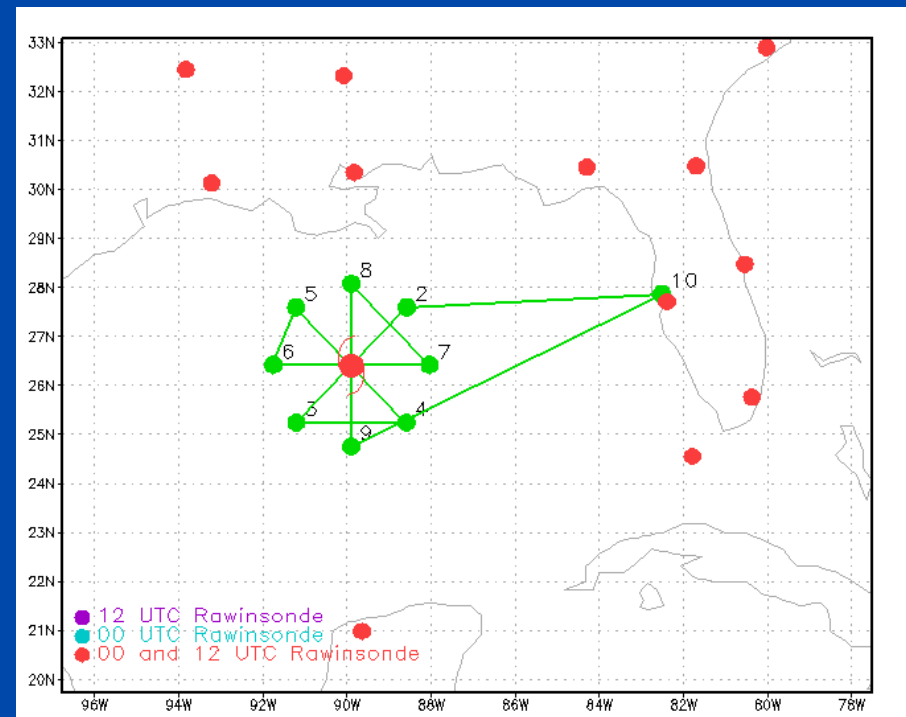 33N
32N
31N
30N
29N
28N
27N
26N
25N
24N
23N
22N
21N
20N
8
10
5
2
6
7
3
4
9
12 UTC Rawinsonde
00 UTC Rawinsonde
00 and 12 UTC Rawinsonde
96W 94W 92W 90W 88W 86W 84W 82W 80W 78W